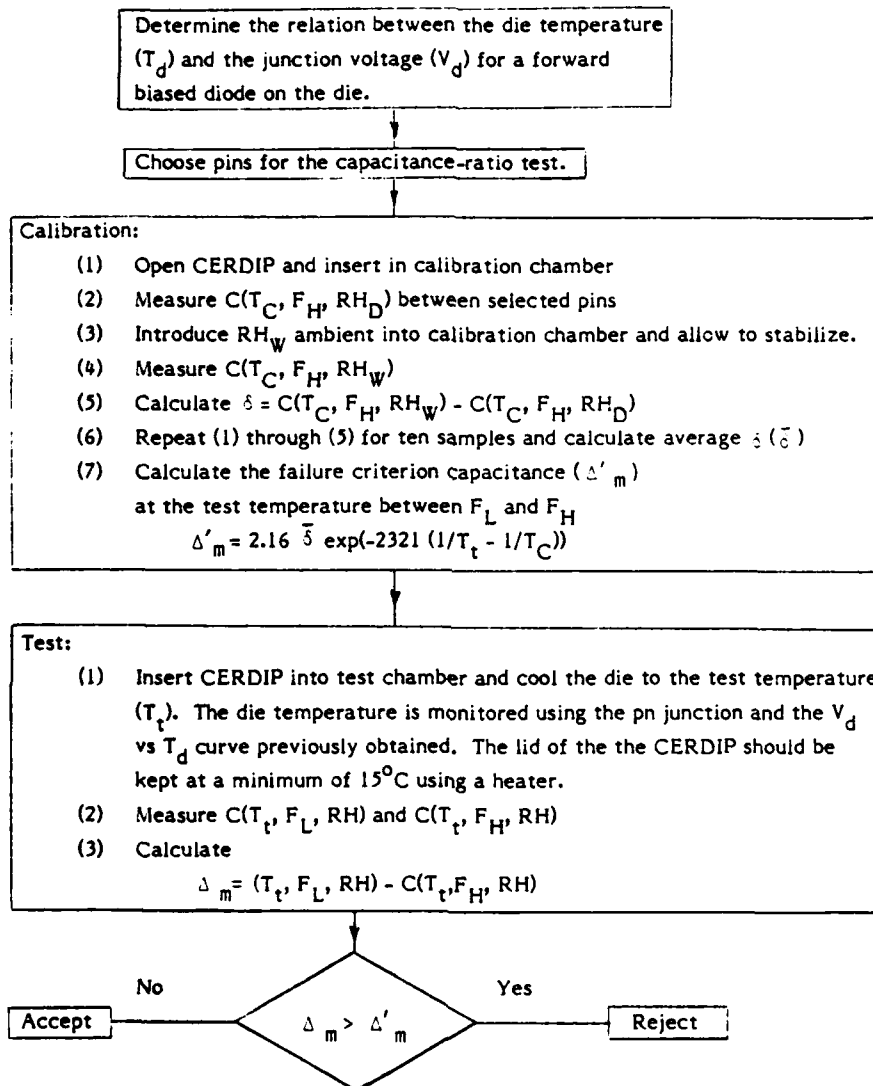 Determine the relation between the die temperature
(T_d) and the junction voltage (V_d) for a forward
biased diode on the die.
Choose pins for the capacitance-ratio test.
Calibration:
(1) Open CERDIP and insert in calibration chamber
(2) Measure C(T_C, F_H, RH_D) between selected pins
(3) Introduce RH_W ambient into calibration chamber and allow to stabilize.
(4) Measure C(T_C, F_H, RH_W)
(5) Calculate δ = C(T_C, F_H, RH_W) - C(T_C, F_H, RH_D)
(6) Repeat (1) through (5) for ten samples and calculate average δ (δ̄)
(7) Calculate the failure criterion capacitance (Δ'_m)
at the test temperature between F_L and F_H
Δ'_m = 2.16 δ̄ exp(-2321 (1/T_t - 1/T_C))
Test:
(1) Insert CERDIP into test chamber and cool the die to the test temperature
(T_t). The die temperature is monitored using the pn junction and the V_d
vs T_d curve previously obtained. The lid of the the CERDIP should be
kept at a minimum of 15°C using a heater.
(2) Measure C(T_t, F_L, RH) and C(T_t, F_H, RH)
(3) Calculate
Δ_m = (T_t, F_L, RH) - C(T_t, F_H, RH)
No Yes
Accept Δ_m > Δ'_m Reject